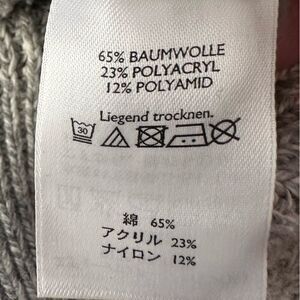 65% BAUMWOLLE
23% POLYACRYL
12% POLYAMID
Liegend trocknen.
30
綿 65%
アクリル 23%
ナイロン 12%